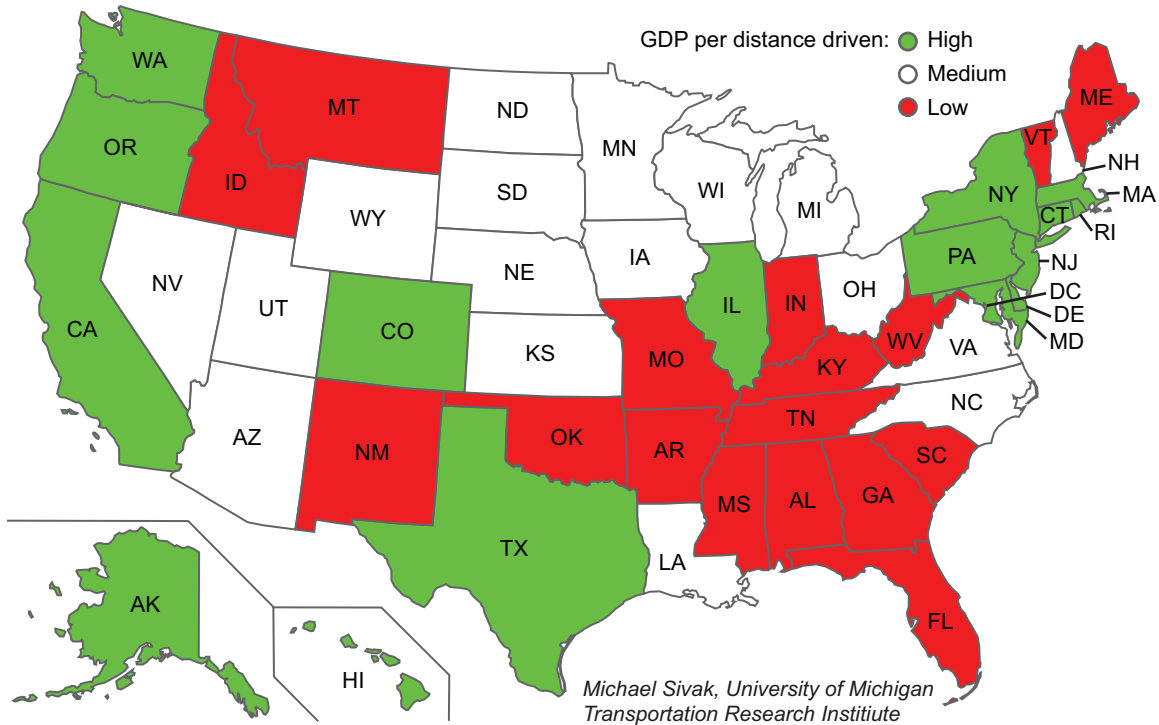 GDP per distance driven: High
Medium
Low
WA
MT
ME
ND
VT
OR
MN
NH
ID
SD
WI
NY
MA
WY
MI
CT
RI
IA
PA
NE
NJ
NV
OH
DC
UT
IL
IN
DE
CA
CO
MD
KS
MO
WV
VA
KY
NC
AZ
TN
NM
OK
AR
SC
MS
AL
GA
TX
LA
AK
FL
HI
Michael Sivak, University of Michigan
Transportation Research Institiute